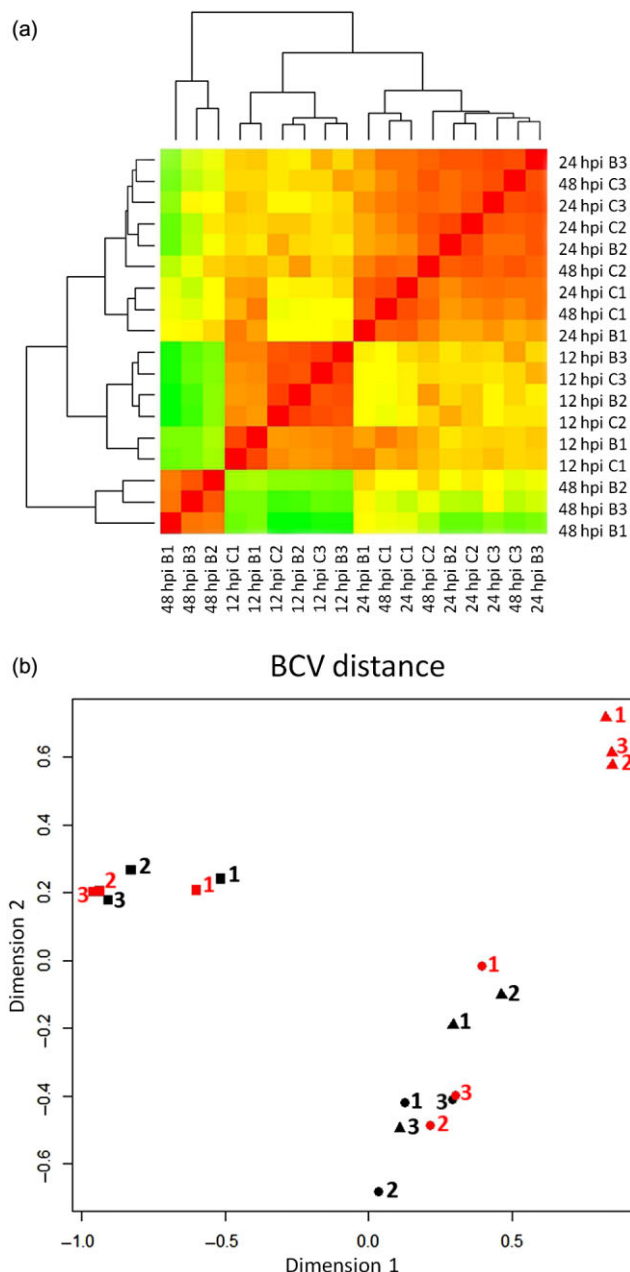 (a)
24 hpi B3
48 hpi C3
24 hpi C3
24 hpi C2
24 hpi B2
48 hpi C2
24 hpi C1
48 hpi C1
24 hpi B1
12 hpi B3
12 hpi C3
12 hpi B2
12 hpi C2
12 hpi B1
12 hpi C1
48 hpi B2
48 hpi B3
48 hpi B1
48 hpi B1
48 hpi B3
48 hpi B2
12 hpi C1
12 hpi B1
12 hpi C2
12 hpi B2
12 hpi C3
12 hpi B3
24 hpi B1
48 hpi C1
24 hpi C1
48 hpi C2
24 hpi B2
24 hpi C2
24 hpi C3
48 hpi C3
24 hpi B3
(b)
BCV distance
Dimension 2
0.6
0.4
0.2
0.0
−0.2
−0.4
−0.6
1
3
2
2
2
1
1
3
3
1
2
1
1
3
3
3
2
2
−1.0
−0.5
0.0
0.5
Dimension 1